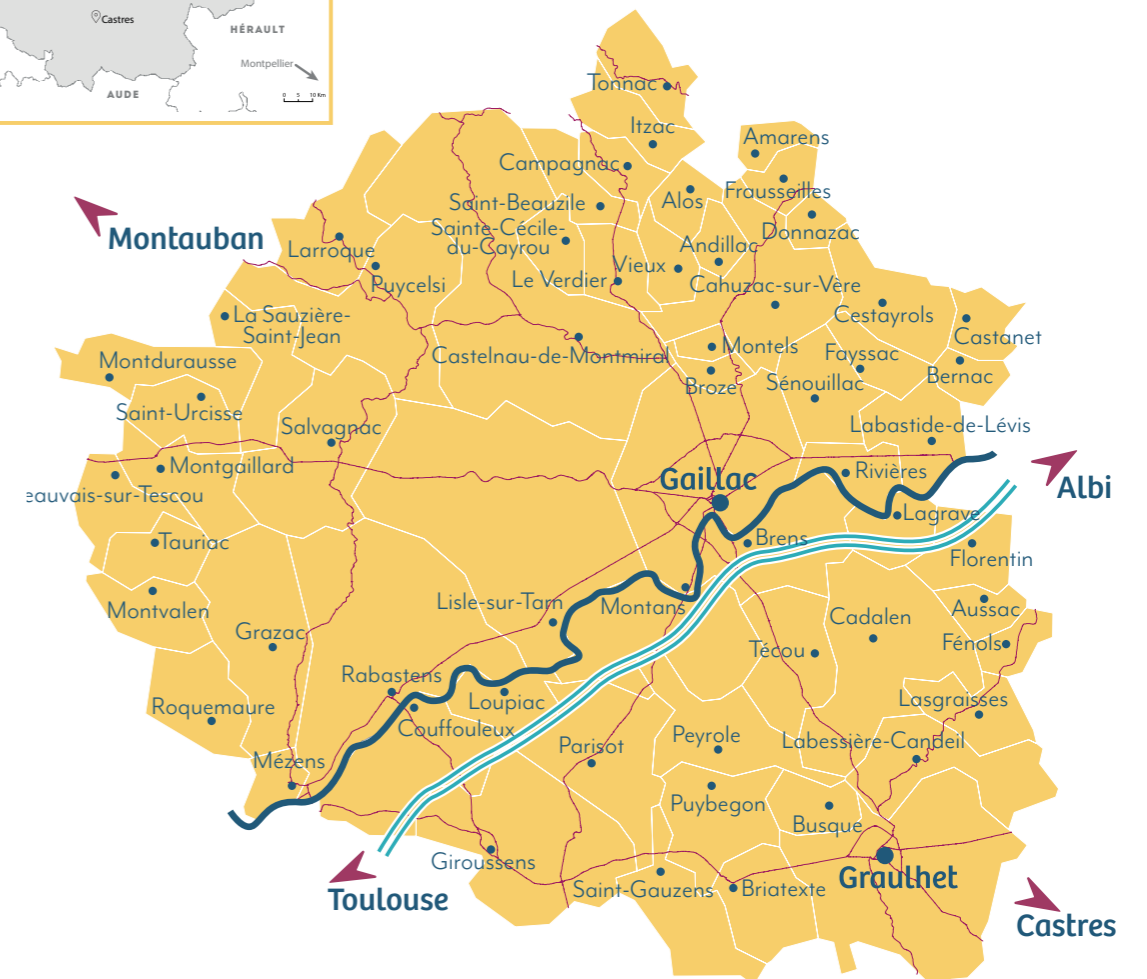 Castres
HÉRAULT
Montpellier
AUDE
0 5 10 Km
Tonnac
Itzac
Amarens
Campagnac
Alos
Frausseilles
Saint-Beauzile
Donnazac
Sainte-Cécile-
du-Cayrou
Andillac
Montauban
Larroque
Le Verdier
Vieux
Cahuzac-sur-Vère
Puycelsi
La Sauzière-
Saint-Jean
Cestayrols
Castanet
Castelnau-de-Montmiral
Montels
Fayssac
Montdurausse
Broze
Sénouillac
Bernac
Saint-Urcisse
Salvagnac
Labastide-de-Lévis
Montgaillard
Gaillac
Rivières
Albi
eauvais-sur-Tescou
Lagrave
Tauriac
Brens
Florentin
Montvalen
Lisle-sur-Tarn
Montans
Cadalen
Aussac
Grazac
Técou
Fénols
Rabastens
Roquemaure
Loupiac
Lasgraisses
Couffouleux
Parisot
Peyrole
Labessière-Candeil
Mézens
Puybegon
Busque
Giroussens
Toulouse
Saint-Gauzens
Briatexte
Graulhet
Castres